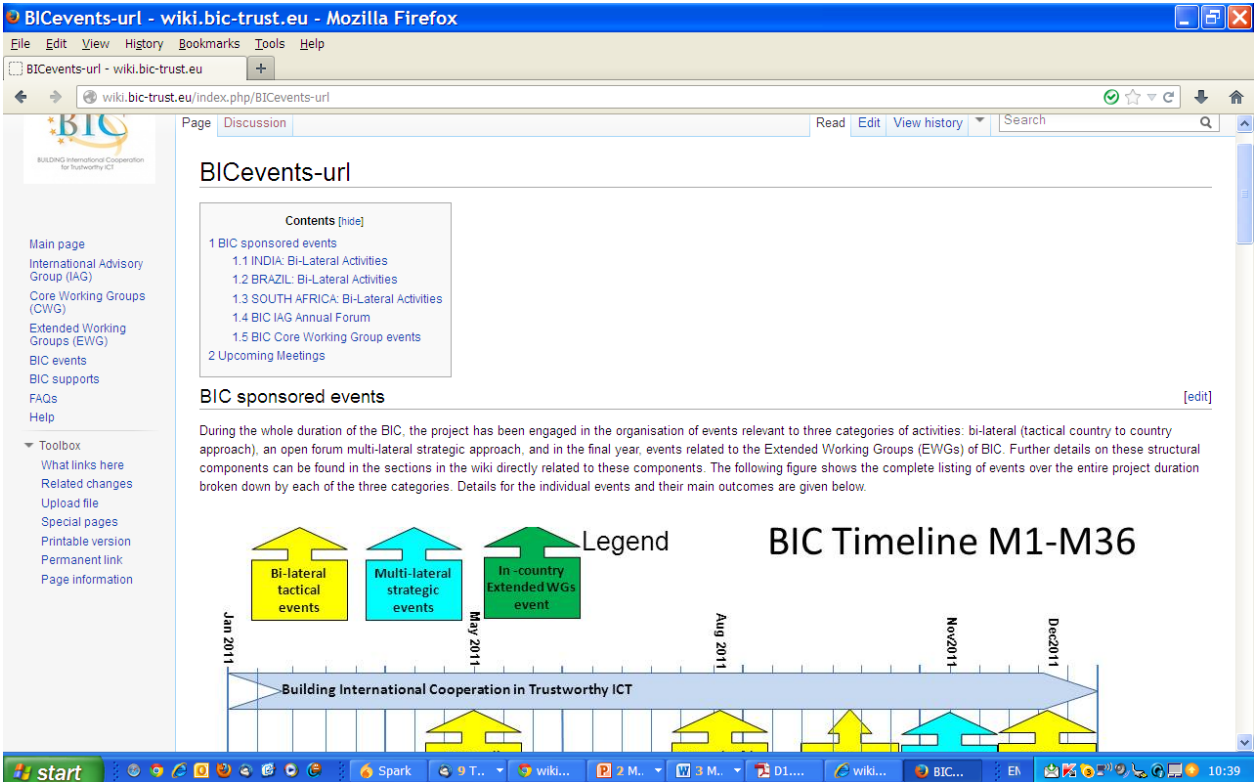 BICevents-url - wiki.bic-trust.eu - Mozilla Firefox
File Edit View History Bookmarks Tools Help
BICevents-url - wiki.bic-trust.eu +
wiki.bic-trust.eu/index.php/BICevents-url
BIC
BUILDING International Cooperation
for Trustworthy ICT
Main page
International Advisory
Group (IAG)
Core Working Groups
(CWG)
Extended Working
Groups (EWG)
BIC events
BIC supports
FAQs
Help
Toolbox
What links here
Related changes
Upload file
Special pages
Printable version
Permanent link
Page information
Page Discussion Read Edit View history Search
BICevents-url
Contents [hide]
1 BIC sponsored events
1.1 INDIA: Bi-Lateral Activities
1.2 BRAZIL: Bi-Lateral Activities
1.3 SOUTH AFRICA: Bi-Lateral Activities
1.4 BIC IAG Annual Forum
1.5 BIC Core Working Group events
2 Upcoming Meetings
BIC sponsored events [edit]
During the whole duration of the BIC, the project has been engaged in the organisation of events relevant to three categories of activities: bi-lateral (tactical country to country
approach), an open forum multi-lateral strategic approach, and in the final year, events related to the Extended Working Groups (EWGs) of BIC. Further details on these structural
components can be found in the sections in the wiki directly related to these components. The following figure shows the complete listing of events over the entire project duration
broken down by each of the three categories. Details for the individual events and their main outcomes are given below.
Legend
BIC Timeline M1-M36
Bi-lateral
tactical
events
Multi-lateral
strategic
events
In -country
Extended WGs
event
Jan 2011
May 2011
Aug 2011
Nov2011
Dec2011
Building International Cooperation in Trustworthy ICT
start Spark 9 T... wiki... 2 M.. 3 M.. D1.... wiki... BIC... EN 10:39